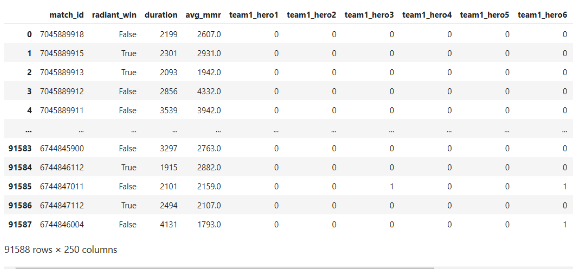 match_id radiant_win duration avg_mmr team1_hero1 team1_hero2 team1_hero3 team1_hero4 team1_hero5 team1_hero6
0 7045889918 False 2199 2607.0 0 0 0 0 0 0
1 7045889915 True 2301 2931.0 0 0 0 0 0 0
2 7045889913 True 2093 1942.0 0 0 0 0 0 0
3 7045889912 False 2856 4332.0 0 0 0 0 0 0
4 7045889911 False 3539 3942.0 0 0 0 0 0 0
... ... ... ... ... ... ... ... ... ... ...
91583 6744845900 False 3297 2763.0 0 0 0 0 0 0
91584 6744846112 True 1915 2882.0 0 0 0 0 0 0
91585 6744847011 False 2101 2159.0 0 0 1 0 0 1
91586 6744847112 True 2494 2107.0 0 0 0 0 0 0
91587 6744846004 False 4131 1793.0 0 0 0 0 0 1
91588 rows × 250 columns